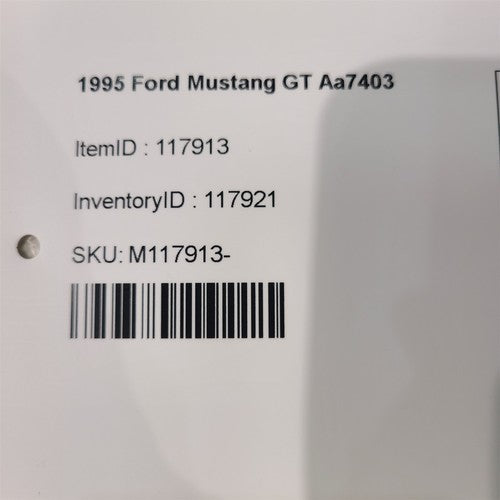 1995 Ford Mustang GT Aa7403
ItemID : 117913
InventoryID : 117921
SKU: M117913-